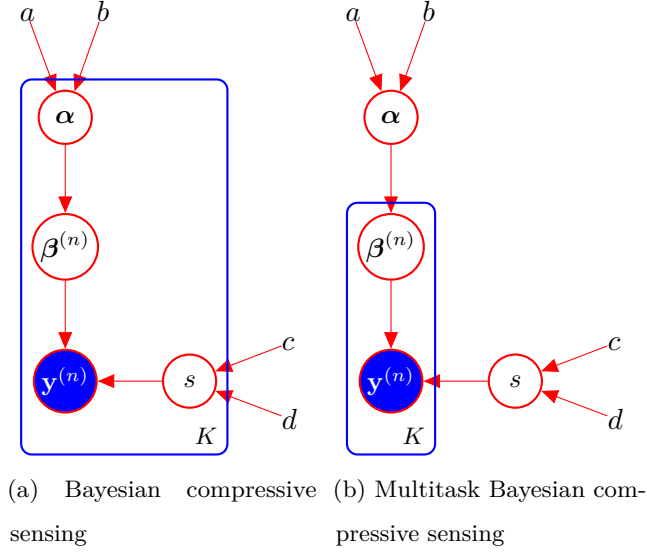 a b
α
β(n)
y(n) s
c
d
K
(a) Bayesian compressive
sensing
a b
α
β(n)
y(n) s
c
d
K
(b) Multitask Bayesian com-
pressive sensing